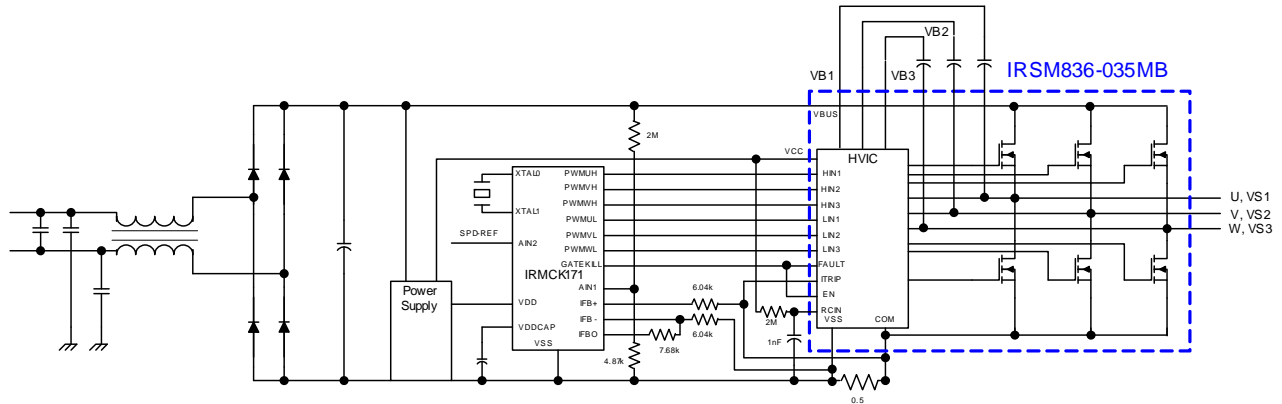 VB2
VB1
VB3
IRSM836-035MB
VBUS
2M
VCC
HVIC
XTAL0
PWMUH
HIN1
PWMVH
HIN2
PWMWH
HIN3
U, VS1
XTAL1
PWMUL
LIN1
V, VS2
SPD-REF
AIN2
PWMVL
LIN2
W, VS3
PWMWL
LIN3
GATEKILL
FAULT
IRMCK171
Power
Supply
AIN1
6.04k
ITRIP
EN
VDD
IFB+
RCIN
IFB -
2M
6.04k
VSS
COM
VDDCAP
IFBO
7.68k
1nF
VSS
4.87k
0.5